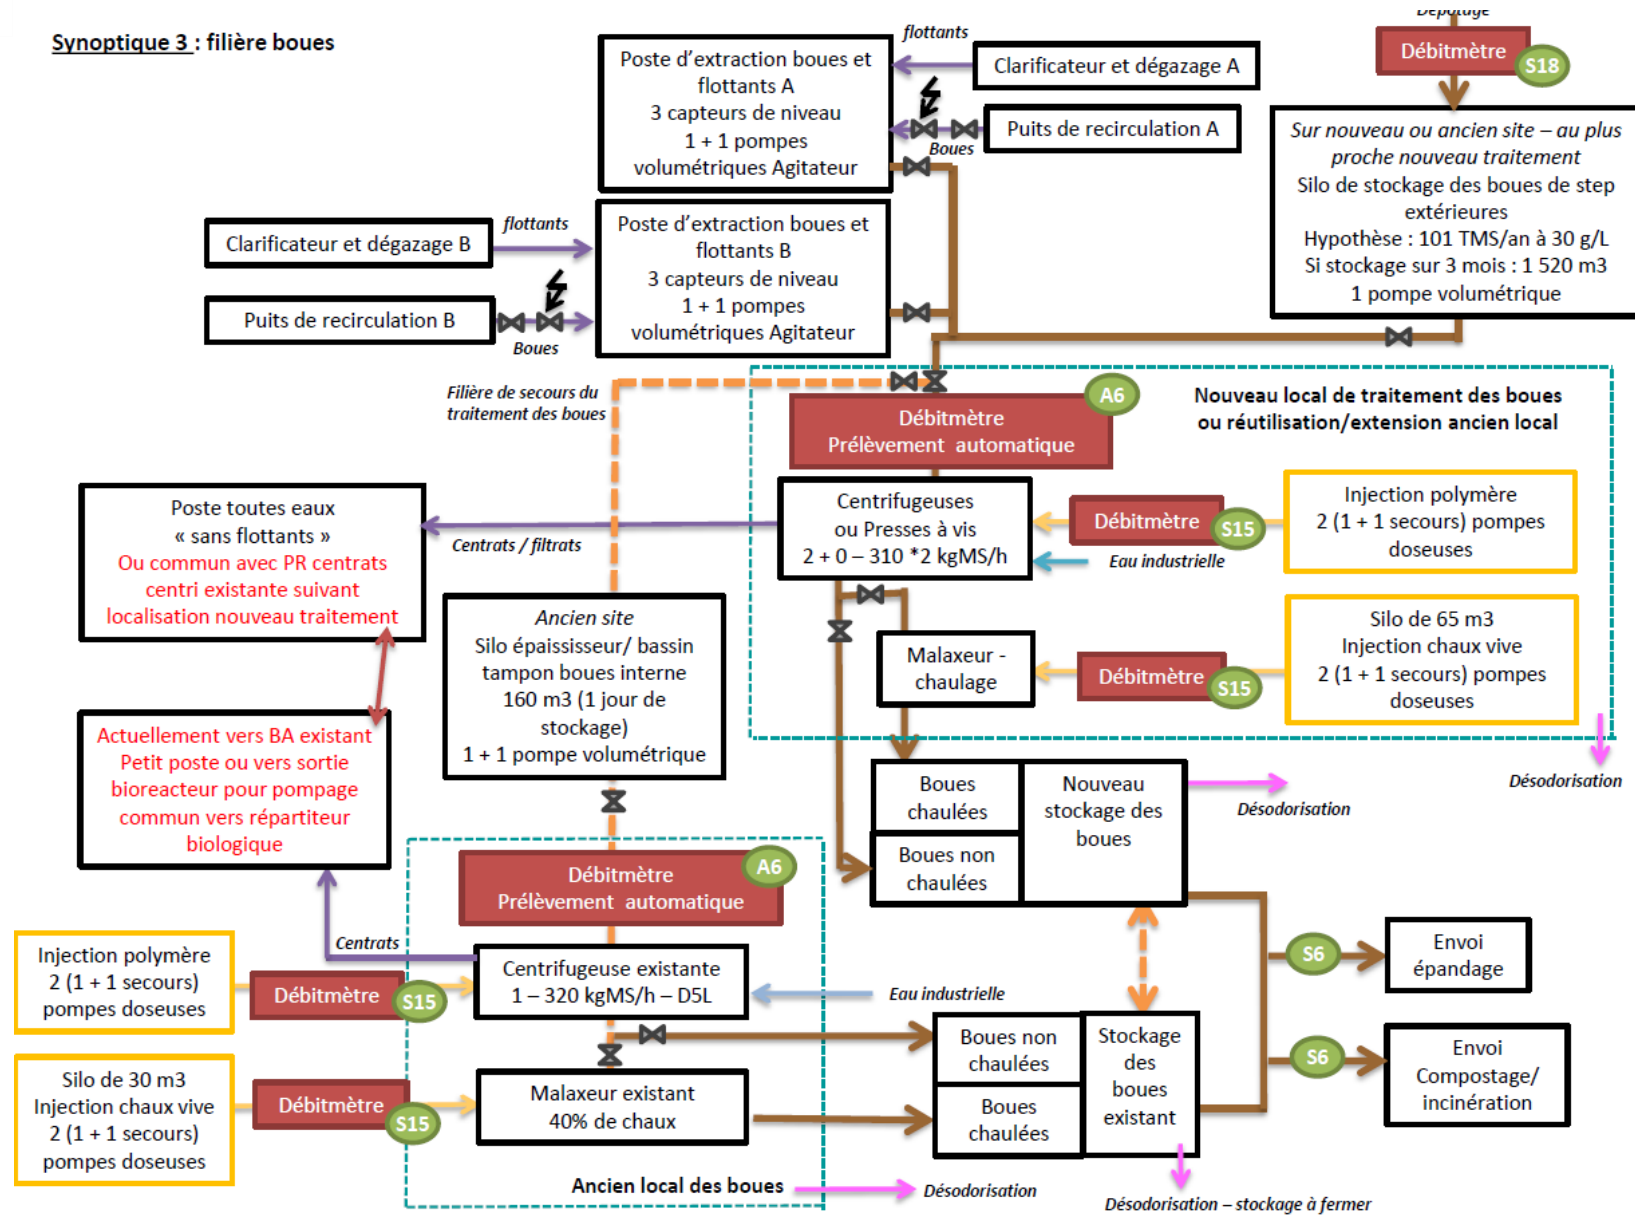 Synoptique 3 : filière boues
Dépotage
Débitmètre
S18
Poste d'extraction boues et
flottants A
3 capteurs de niveau
1 + 1 pompes
volumétriques Agitateur
flottants
Clarificateur et dégazage A
Puits de recirculation A
Boues
Sur nouveau ou ancien site – au plus
proche nouveau traitement
Silo de stockage des boues de step
extérieures
Hypothèse : 101 TMS/an à 30 g/L
Si stockage sur 3 mois : 1 520 m3
1 pompe volumétrique
Clarificateur et dégazage B
flottants
Puits de recirculation B
Boues
Poste d'extraction boues et
flottants B
3 capteurs de niveau
1 + 1 pompes
volumétriques Agitateur
Filière de secours du
traitement des boues
Débitmètre
Prélèvement automatique
A6
Nouveau local de traitement des boues
ou réutilisation/extension ancien local
Poste toutes eaux
« sans flottants »
Ou commun avec PR centrats
centri existante suivant
localisation nouveau traitement
Centrats / filtrats
Centrifugeuses
ou Presses à vis
2 + 0 – 310 *2 kgMS/h
Débitmètre
S15
Injection polymère
2 (1 + 1 secours) pompes
doseuses
Eau industrielle
Ancien site
Silo épaississeur/ bassin
tampon boues interne
160 m3 (1 jour de
stockage)
1 + 1 pompe volumétrique
Malaxeur -
chaulage
Débitmètre
S15
Silo de 65 m3
Injection chaux vive
2 (1 + 1 secours) pompes
doseuses
Actuellement vers BA existant
Petit poste ou vers sortie
bioreacteur pour pompage
commun vers répartiteur
biologique
Boues
chaulées
Boues non
chaulées
Nouveau
stockage des
boues
Désodorisation
Désodorisation
Débitmètre
Prélèvement automatique
A6
Centrats
Injection polymère
2 (1 + 1 secours)
pompes doseuses
Débitmètre
S15
Centrifugeuse existante
1 – 320 kgMS/h – D5L
Eau industrielle
S6
Envoi
épandage
Silo de 30 m3
Injection chaux vive
2 (1 + 1 secours)
pompes doseuses
Débitmètre
S15
Malaxeur existant
40% de chaux
Boues non
chaulées
Boues
chaulées
Stockage
des
boues
existant
S6
Envoi
Compostage/
incinération
Ancien local des boues
Désodorisation
Désodorisation – stockage à fermer